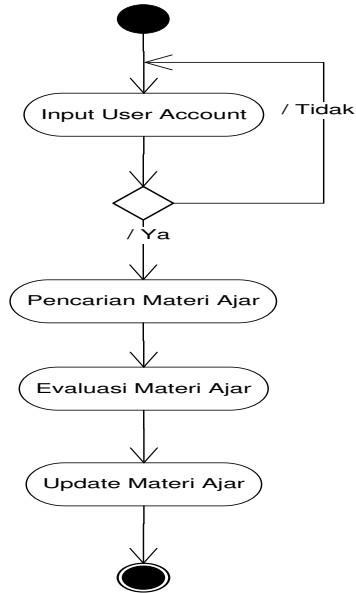 Input User Account
/ Tidak
/ Ya
Pencarian Materi Ajar
Evaluasi Materi Ajar
Update Materi Ajar